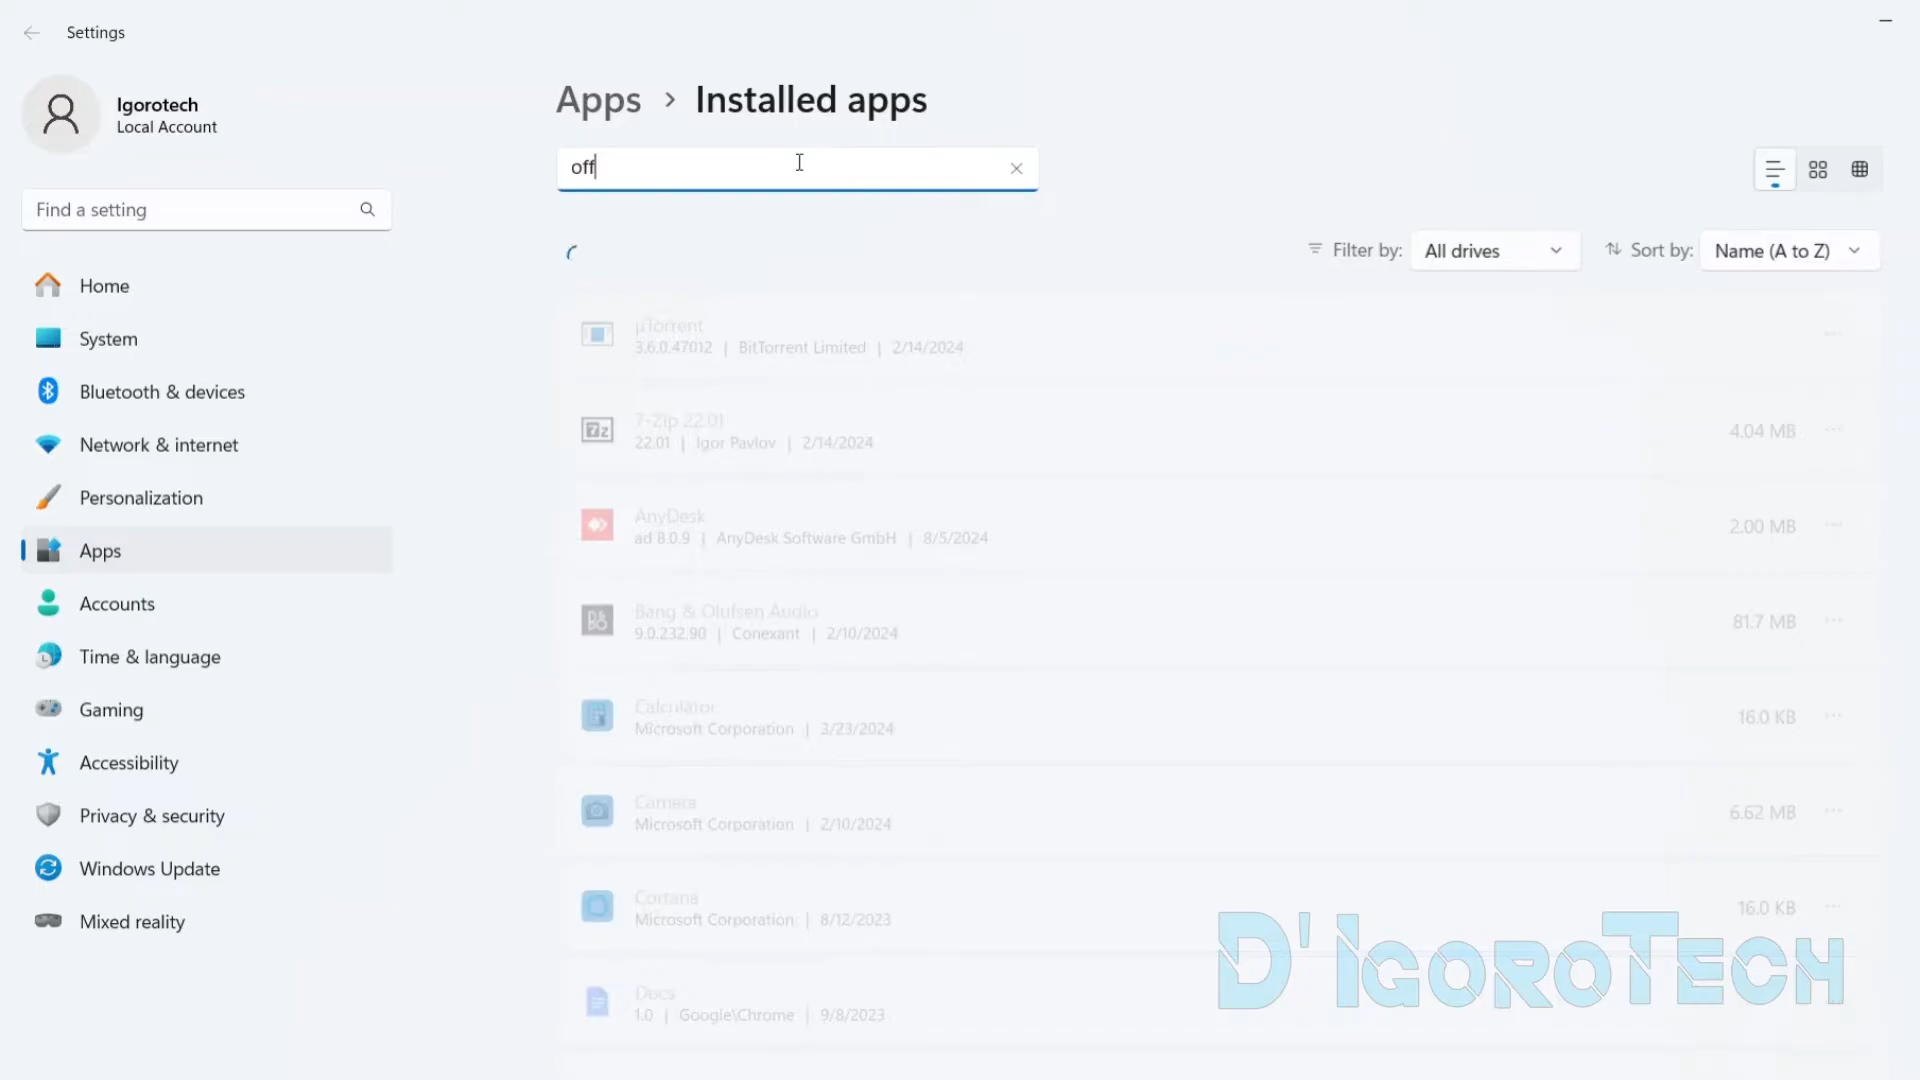 Settings
Igorotech
Local Account
Find a setting
Home
System
Bluetooth & devices
Network & internet
Personalization
Apps
Accounts
Time & language
Gaming
Accessibility
Privacy & security
Windows Update
Mixed reality
Apps > Installed apps
off
Filter by: All drives Sort by: Name (A to Z)
µTorrent
3.6.0.47012 | BitTorrent Limited | 2/14/2024
7-Zip 22.01
22.01 | Igor Pavlov | 2/14/2024
4.04 MB
AnyDesk
ad 8.0.9 | AnyDesk Software GmbH | 8/5/2024
2.00 MB
Bang & Olufsen Audio
9.0.232.90 | Conexant | 2/10/2024
81.7 MB
Calculator
Microsoft Corporation | 3/23/2024
16.0 KB
Camera
Microsoft Corporation | 2/10/2024
6.62 MB
Cortana
Microsoft Corporation | 8/12/2023
16.0 KB
Docs
1.0 | Google\Chrome | 9/8/2023
D'IGOROTECH